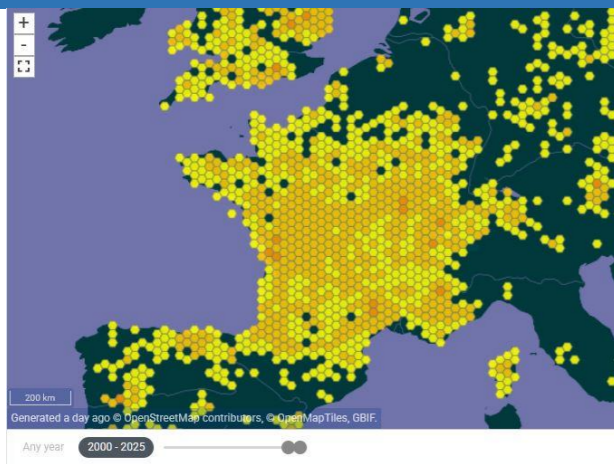 +
-
200 km
Generated a day ago © OpenStreetMap contributors, © OpenMapTiles, GBIF.
Any year 2000 - 2025